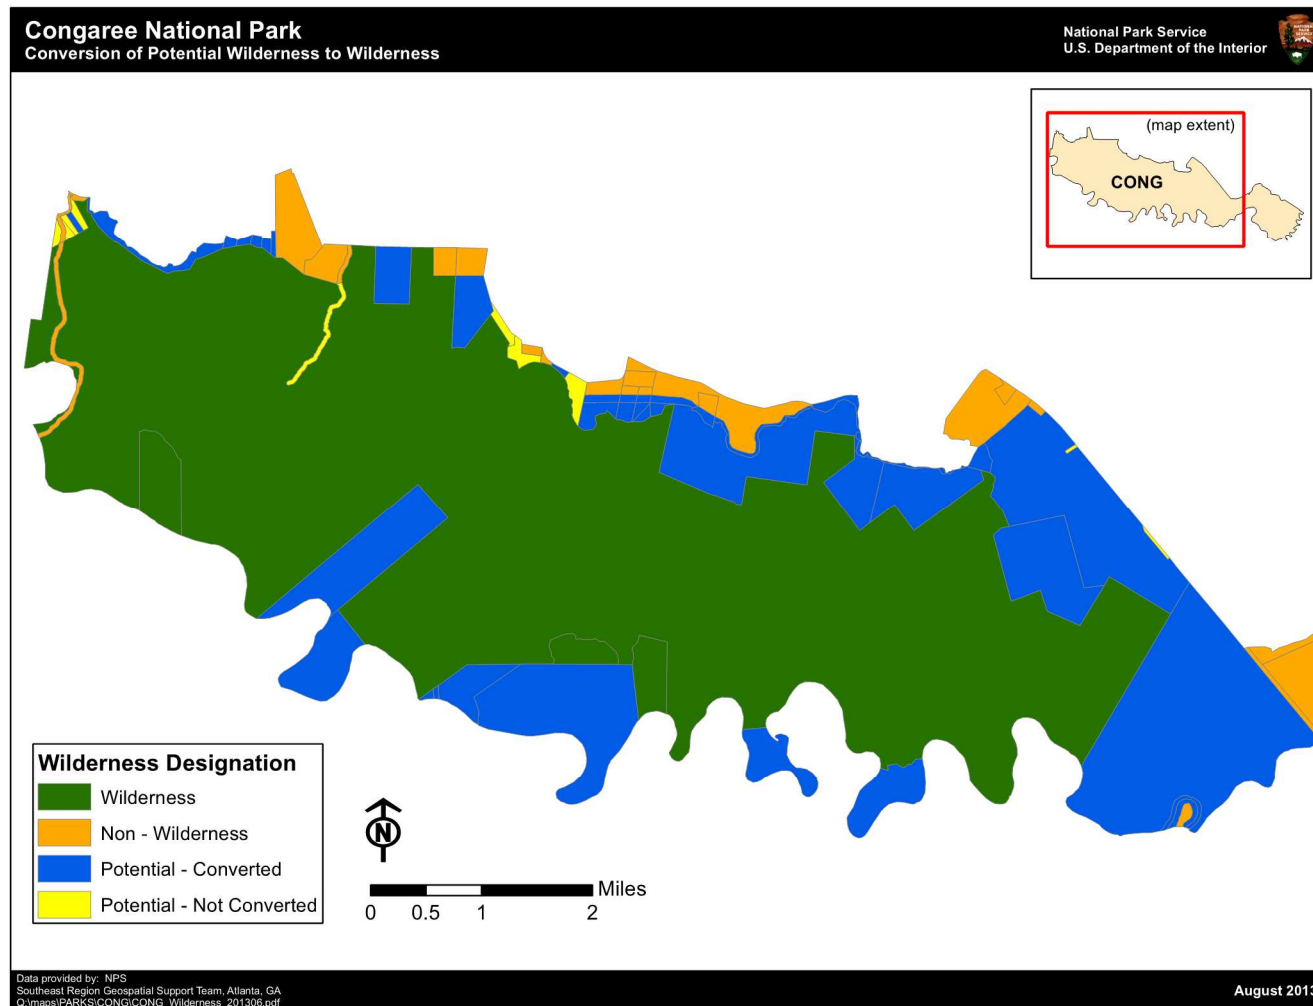 Congaree National Park
Conversion of Potential Wilderness to Wilderness
National Park Service
U.S. Department of the Interior
(map extent)
CONG
Wilderness Designation
Wilderness
Non - Wilderness
Potential - Converted
Potential - Not Converted
N
Miles
0 0.5 1 2
Data provided by: NPS
Southeast Region Geospatial Support Team, Atlanta, GA
O:\maps\PARKS\CONG\CONG_Wilderness_201306.pdf
August 2013